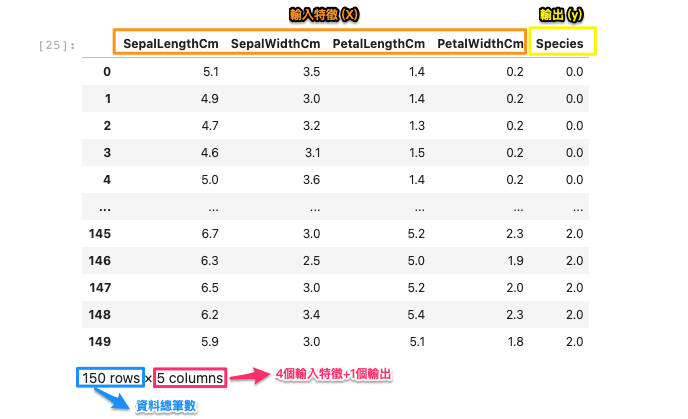 輸入特徵 (X) 輸出 (y)
[25]: SepalLengthCm SepalWidthCm PetalLengthCm PetalWidthCm Species
0 5.1 3.5 1.4 0.2 0.0
1 4.9 3.0 1.4 0.2 0.0
2 4.7 3.2 1.3 0.2 0.0
3 4.6 3.1 1.5 0.2 0.0
4 5.0 3.6 1.4 0.2 0.0
... ... ... ... ... ...
145 6.7 3.0 5.2 2.3 2.0
146 6.3 2.5 5.0 1.9 2.0
147 6.5 3.0 5.2 2.0 2.0
148 6.2 3.4 5.4 2.3 2.0
149 5.9 3.0 5.1 1.8 2.0
150 rows × 5 columns 4個輸入特徵+1個輸出
資料總筆數